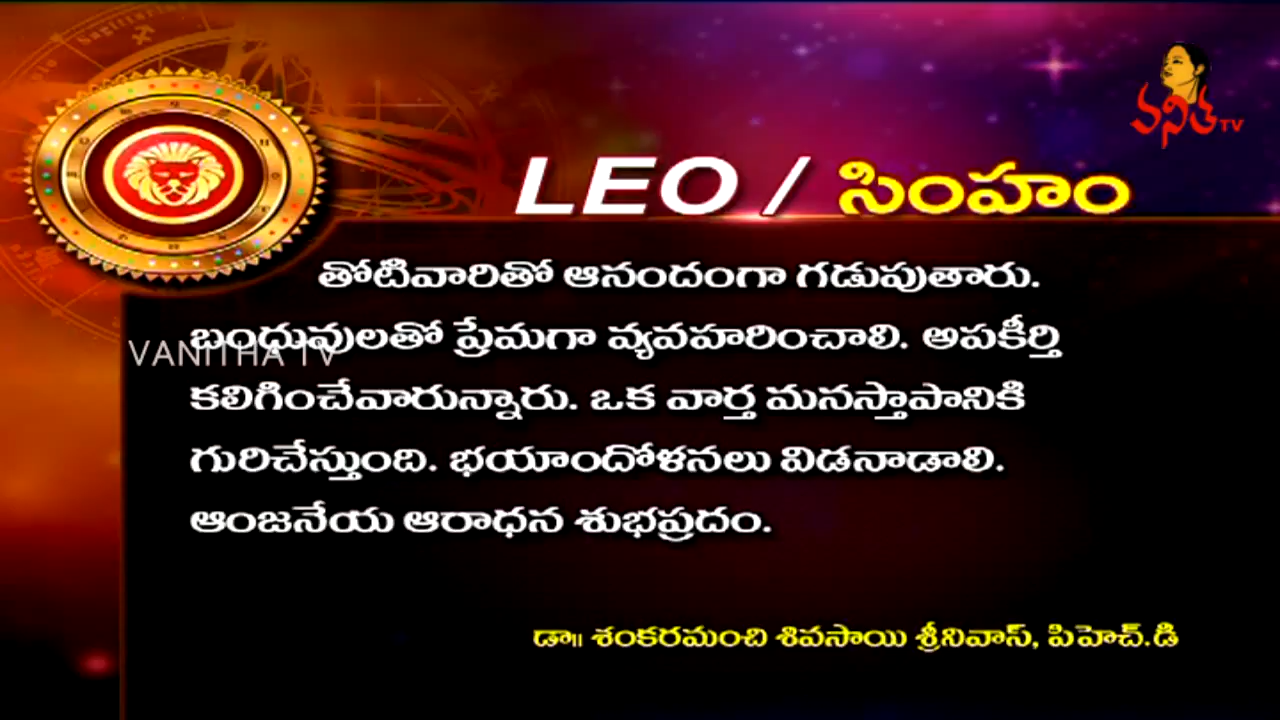 Sagittarius
వనిత TV
LEO / సింహం
తోటివారితో ఆనందంగా గడుపుతారు.
బంధువులతో ప్రేమగా వ్యవహరించాలి. అపకీర్తి
VANITHA TV
కలిగించేవారున్నారు. ఒక వార్త మనస్తాపానికి
గురిచేస్తుంది. భయాందోళనలు విడనాడాలి.
ఆంజనేయ ఆరాధన శుభప్రదం.
డా॥ శంకరమంచి శివసాయి శ్రీనివాస్, పిహెచ్.డి